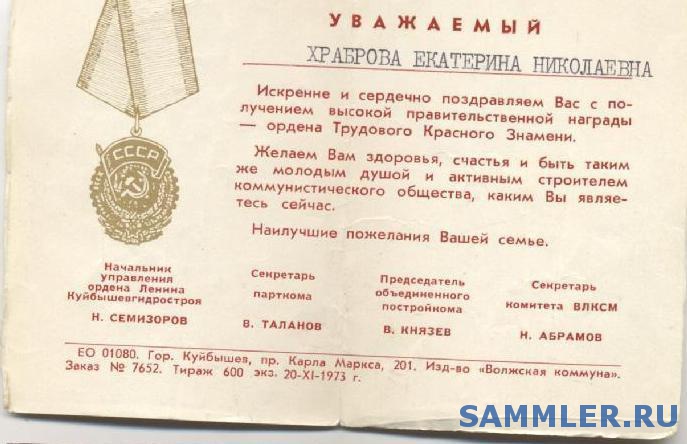 УВАЖАЕМЫЙ
ХРАБРОВА ЕКАТЕРИНА НИКОЛАЕВНА
Искренне и сердечно поздравляем Вас с по-
лучением высокой правительственной награды
— ордена Трудового Красного Знамени.
Желаем Вам здоровья, счастья и быть таким
же молодым душой и активным строителем
коммунистического общества, каким Вы являе-
тесь сейчас.
Наилучшие пожелания Вашей семье.
СССР
Начальник
управления
ордена Ленина
Куйбышевгидростроя
Н. СЕМИЗОРОВ
Секретарь
парткома
В. ТАЛАНОВ
Председатель
объединенного
постройкома
В. КНЯЗЕВ
Секретарь
комитета ВЛКСМ
Н. АБРАМОВ
ЕО 01080. Гор. Куйбышев, пр. Карла Маркса, 201. Изд-во «Волжская коммуна».
Заказ № 7652. Тираж 600 экз. 20-XI-1973 г.
SAMMLER.RU